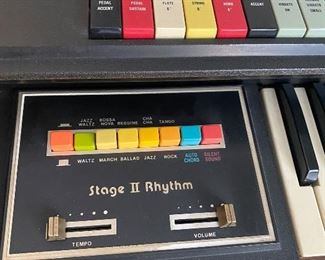 PEDAL ACCENT
PEDAL SUSTAIN
FLUTE 8'
STRING 8'
HORN 8'
ACCENT
VIBRATO ON
VIBRATO SMALL
JAZZ WALTZ
BOSSA NOVA
BEGUINE
CHA CHA
TANGO
WALTZ
MARCH
BALLAD
JAZZ
ROCK
AUTO CHORD
SILENT SOUND
Stage II Rhythm
TEMPO
VOLUME